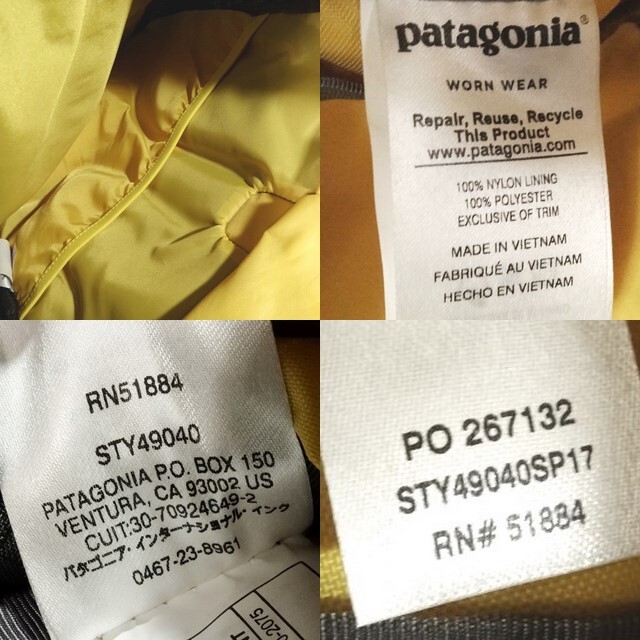 patagonia®
WORN WEAR
Repair, Reuse, Recycle
This Product
www.patagonia.com
100% NYLON LINING
100% POLYESTER
EXCLUSIVE OF TRIM
MADE IN VIETNAM
FABRIQUÉ AU VIETNAM
HECHO EN VIETNAM
RN51884
STY49040
PATAGONIA P.O. BOX 150
VENTURA, CA 93002 US
CUIT:30-70924649-2
パタゴニア・インターナショナル・インク
0467-23-8961
PO 267132
STY49040SP17
RN# 51884